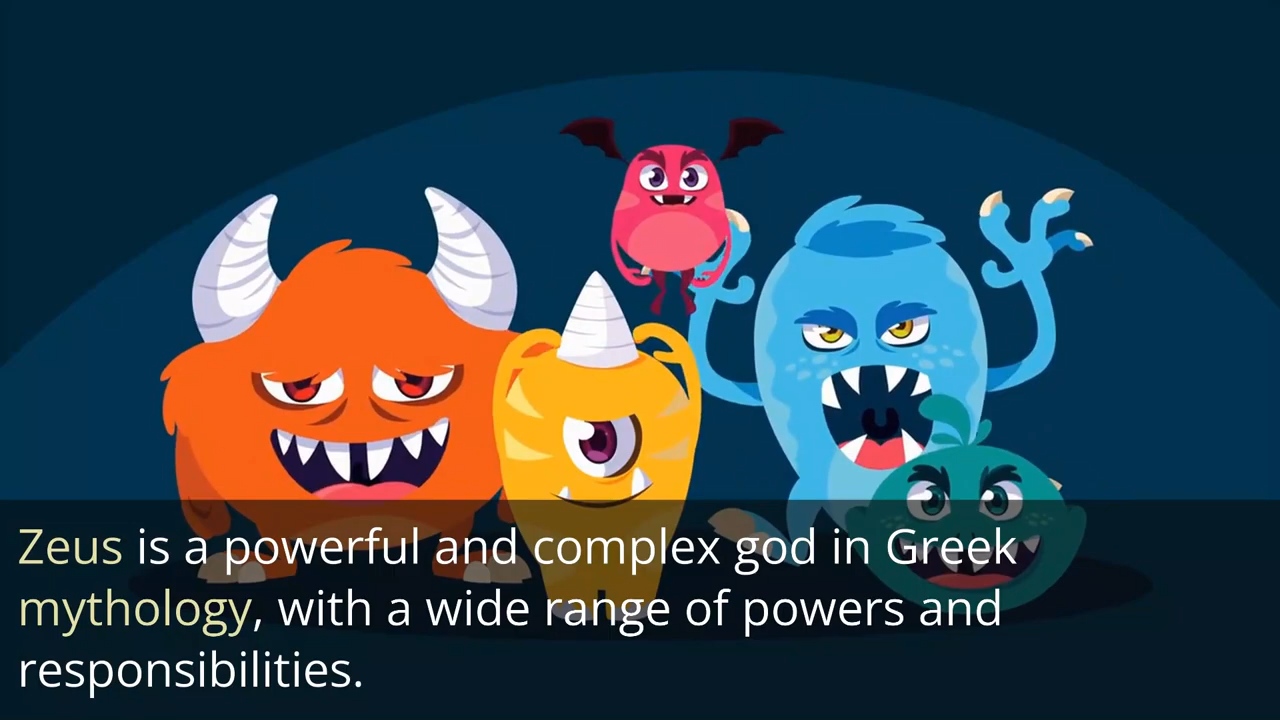 Zeus is a powerful and complex god in Greek
mythology, with a wide range of powers and
responsibilities.